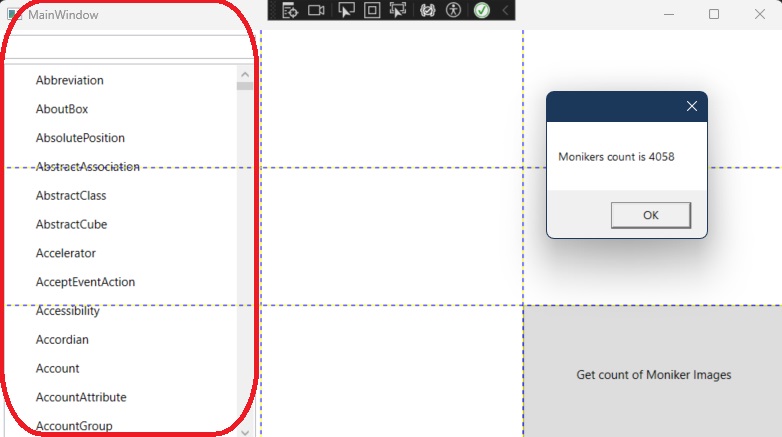 MainWindow
Abbreviation
AboutBox
AbsolutePosition
AbstractAssociation
AbstractClass
AbstractCube
Accelerator
AcceptEventAction
Accessibility
Accordian
Account
AccountAttribute
AccountGroup
Monikers count is 4058
OK
Get count of Moniker Images